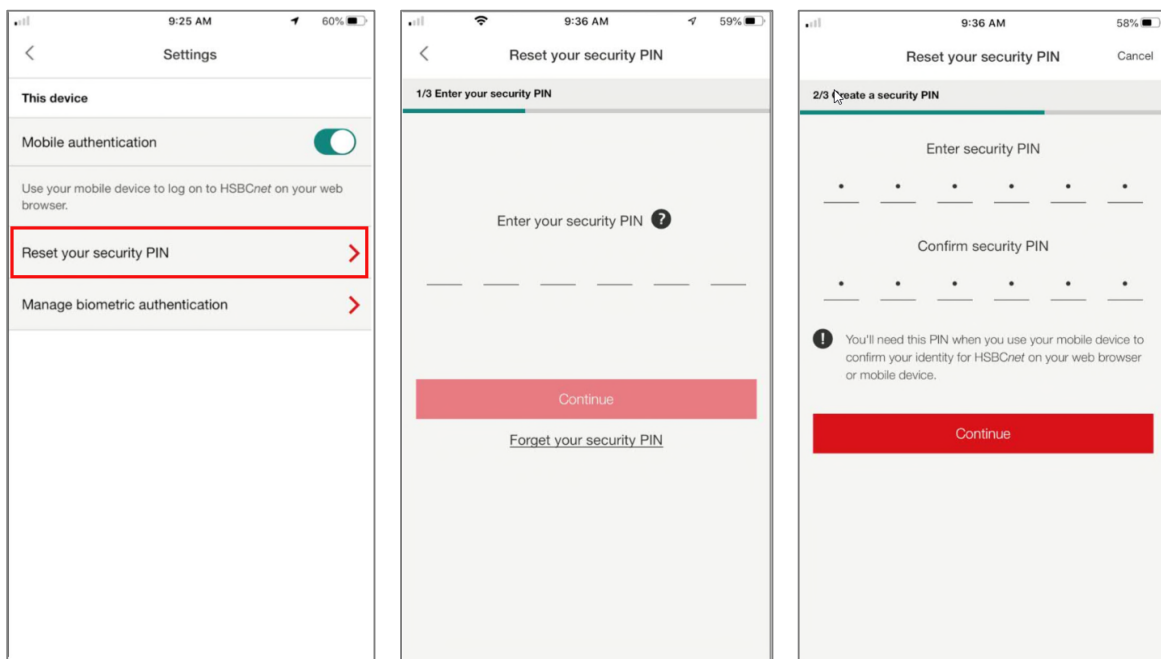 9:25 AM
60%
Settings
This device
Mobile authentication
Use your mobile device to log on to HSBCnet on your web
browser.
Reset your security PIN
Manage biometric authentication
9:36 AM
59%
Reset your security PIN
1/3 Enter your security PIN
Enter your security PIN ?
Continue
Forget your security PIN
9:36 AM
58%
Reset your security PIN
Cancel
2/3 Create a security PIN
Enter security PIN
Confirm security PIN
! You'll need this PIN when you use your mobile device to
confirm your identity for HSBCnet on your web browser
or mobile device.
Continue